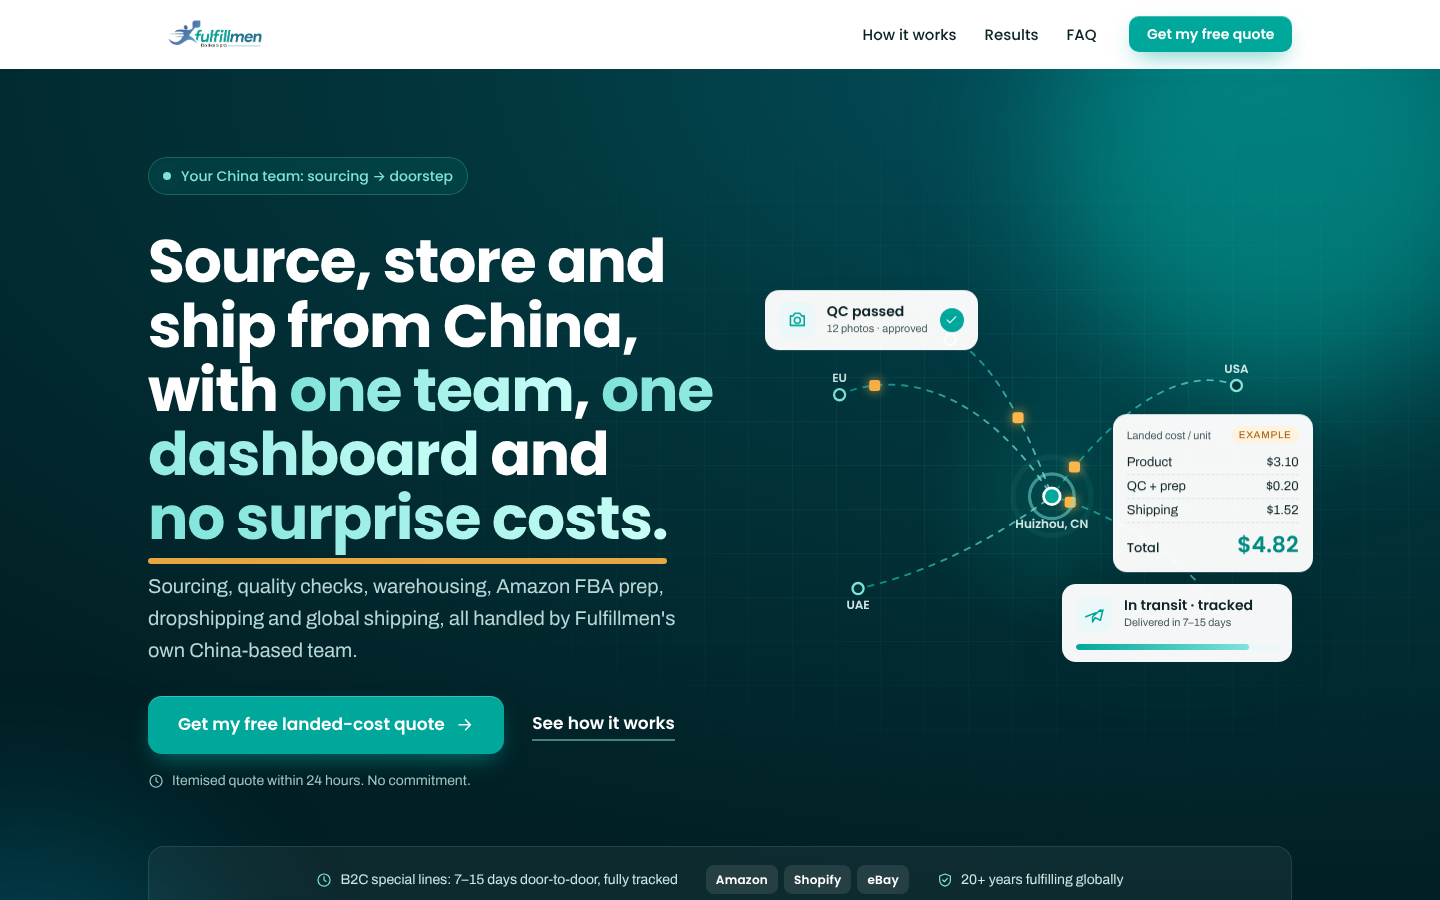 fulfillmen
How it works
Results
FAQ
Get my free quote
Your China team: sourcing → doorstep
Source, store and
ship from China,
with one team, one
dashboard and
no surprise costs.
Sourcing, quality checks, warehousing, Amazon FBA prep,
dropshipping and global shipping, all handled by Fulfillmen's
own China-based team.
Get my free landed-cost quote →
See how it works
Itemised quote within 24 hours. No commitment.
QC passed
12 photos · approved
EU
USA
Huizhou, CN
UAE
Landed cost / unit EXAMPLE
Product $3.10
QC + prep $0.20
Shipping $1.52
Total $4.82
In transit · tracked
Delivered in 7–15 days
B2C special lines: 7–15 days door-to-door, fully tracked
Amazon
Shopify
eBay
20+ years fulfilling globally